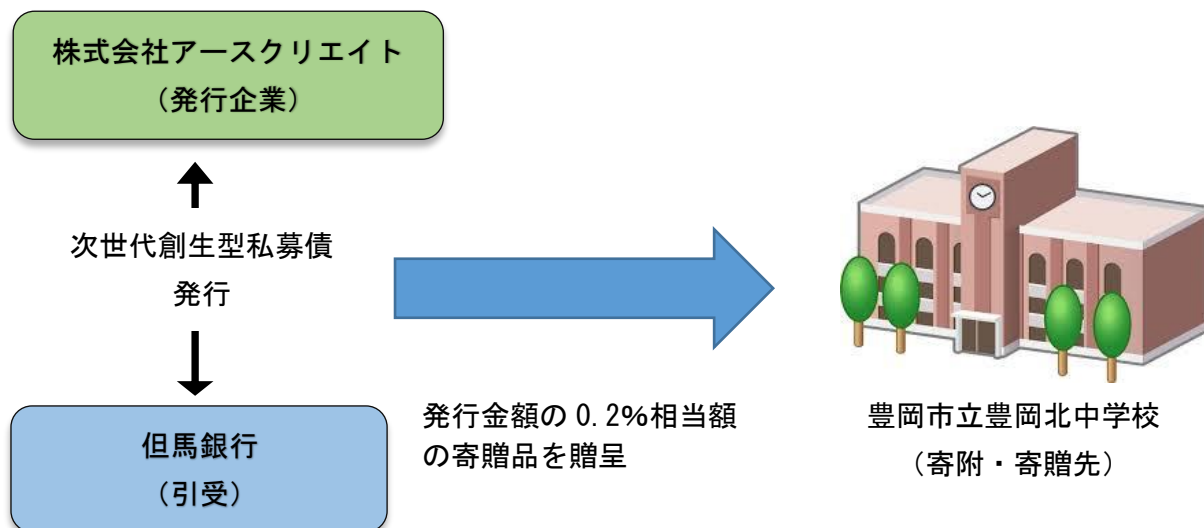 株式会社アースクリエイト
（発行企業）
次世代創生型私募債
発行
但馬銀行
（引受）
発行金額の 0.2%相当額
の寄贈品を贈呈
豊岡市立豊岡北中学校
（寄附・寄贈先）